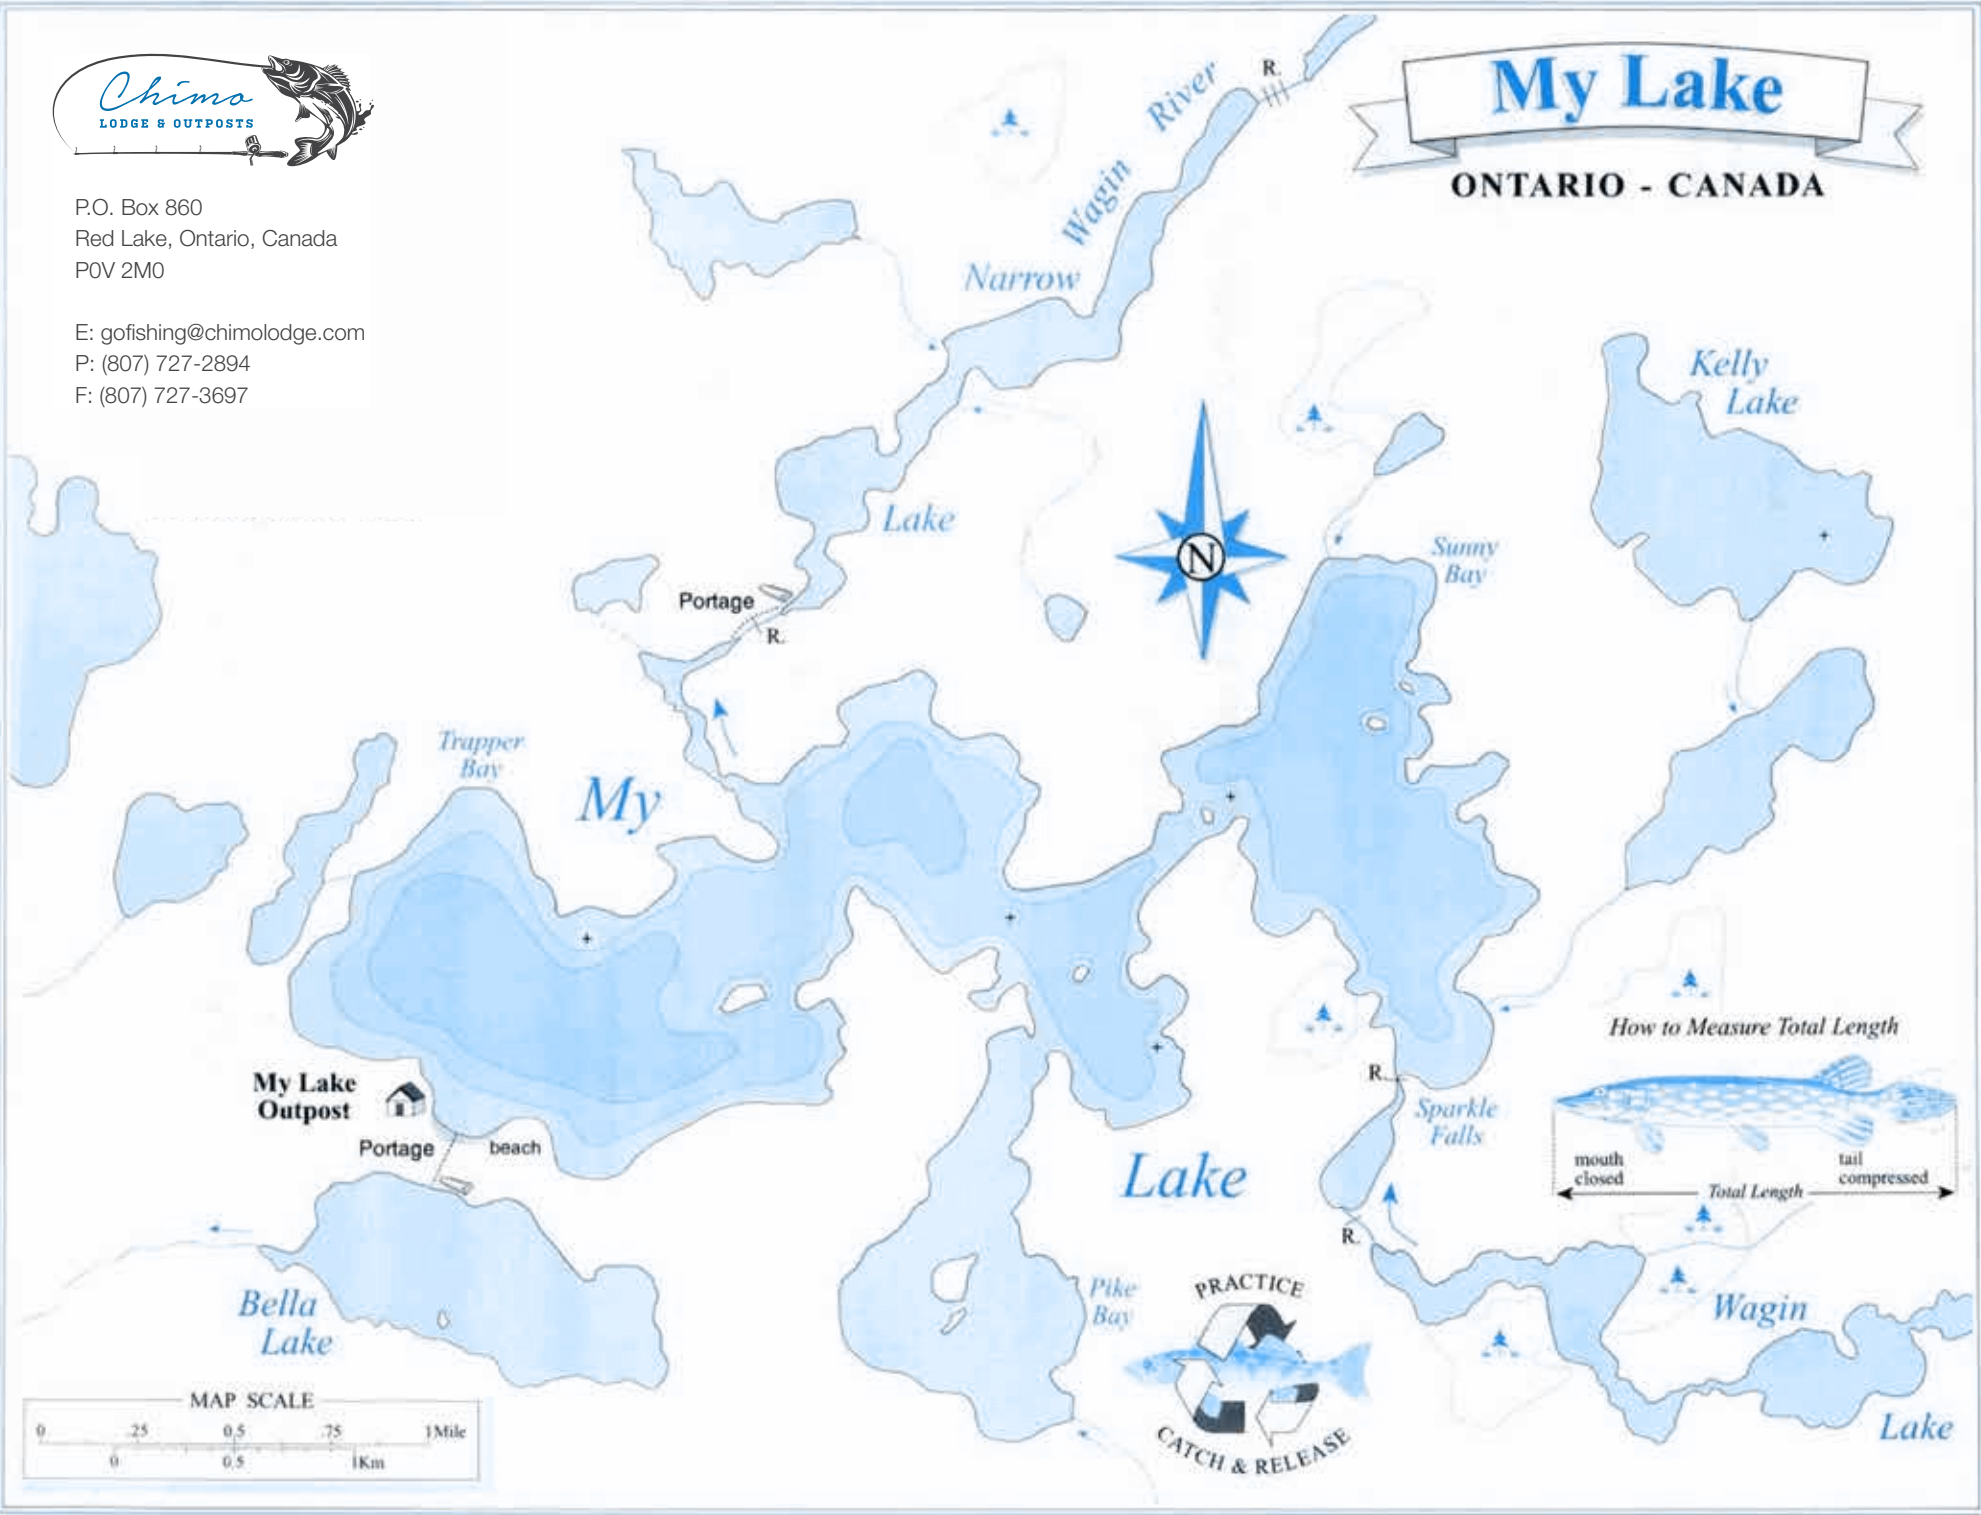 Chimo
LODGE & OUTPOSTS
P.O. Box 860
Red Lake, Ontario, Canada
P0V 2M0
E: gofishing@chimolodge.com
P: (807) 727-2894
F: (807) 727-3697
My Lake
ONTARIO - CANADA
R.
Wagin River
Narrow
Lake
Kelly
Lake
Sunny
Bay
N
Portage
R.
Trapper
Bay
My
Lake
My Lake
Outpost
Portage
beach
Bella
Lake
Pike
Bay
R.
Sparkle
Falls
R.
Wagin
Lake
How to Measure Total Length
mouth
closed
tail
compressed
Total Length
PRACTICE
CATCH & RELEASE
MAP SCALE
0 .25 0.5 .75 1 Mile
0 0.5 1Km